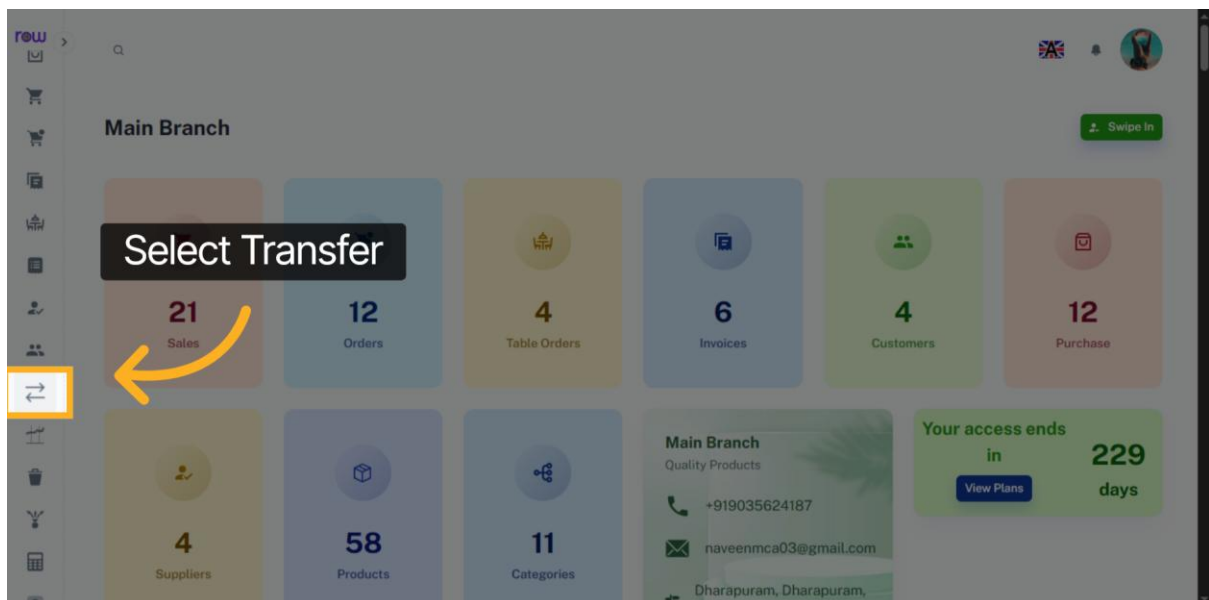 row
A
Main Branch
Swipe In
Select Transfer
21
Sales
12
Orders
4
Table Orders
6
Invoices
4
Customers
12
Purchase
4
Suppliers
58
Products
11
Categories
Main Branch
Quality Products
+919035624187
naveenmca03@gmail.com
Dharapuram, Dharapuram,
Your access ends
in
View Plans
229
days